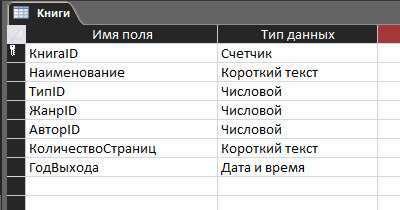 Книги
Имя поля Тип данных
КнигаID Счетчик
Наименование Короткий текст
ТипID Числовой
ЖанрID Числовой
АвторID Числовой
КоличествоСтраниц Короткий текст
ГодВыхода Дата и время